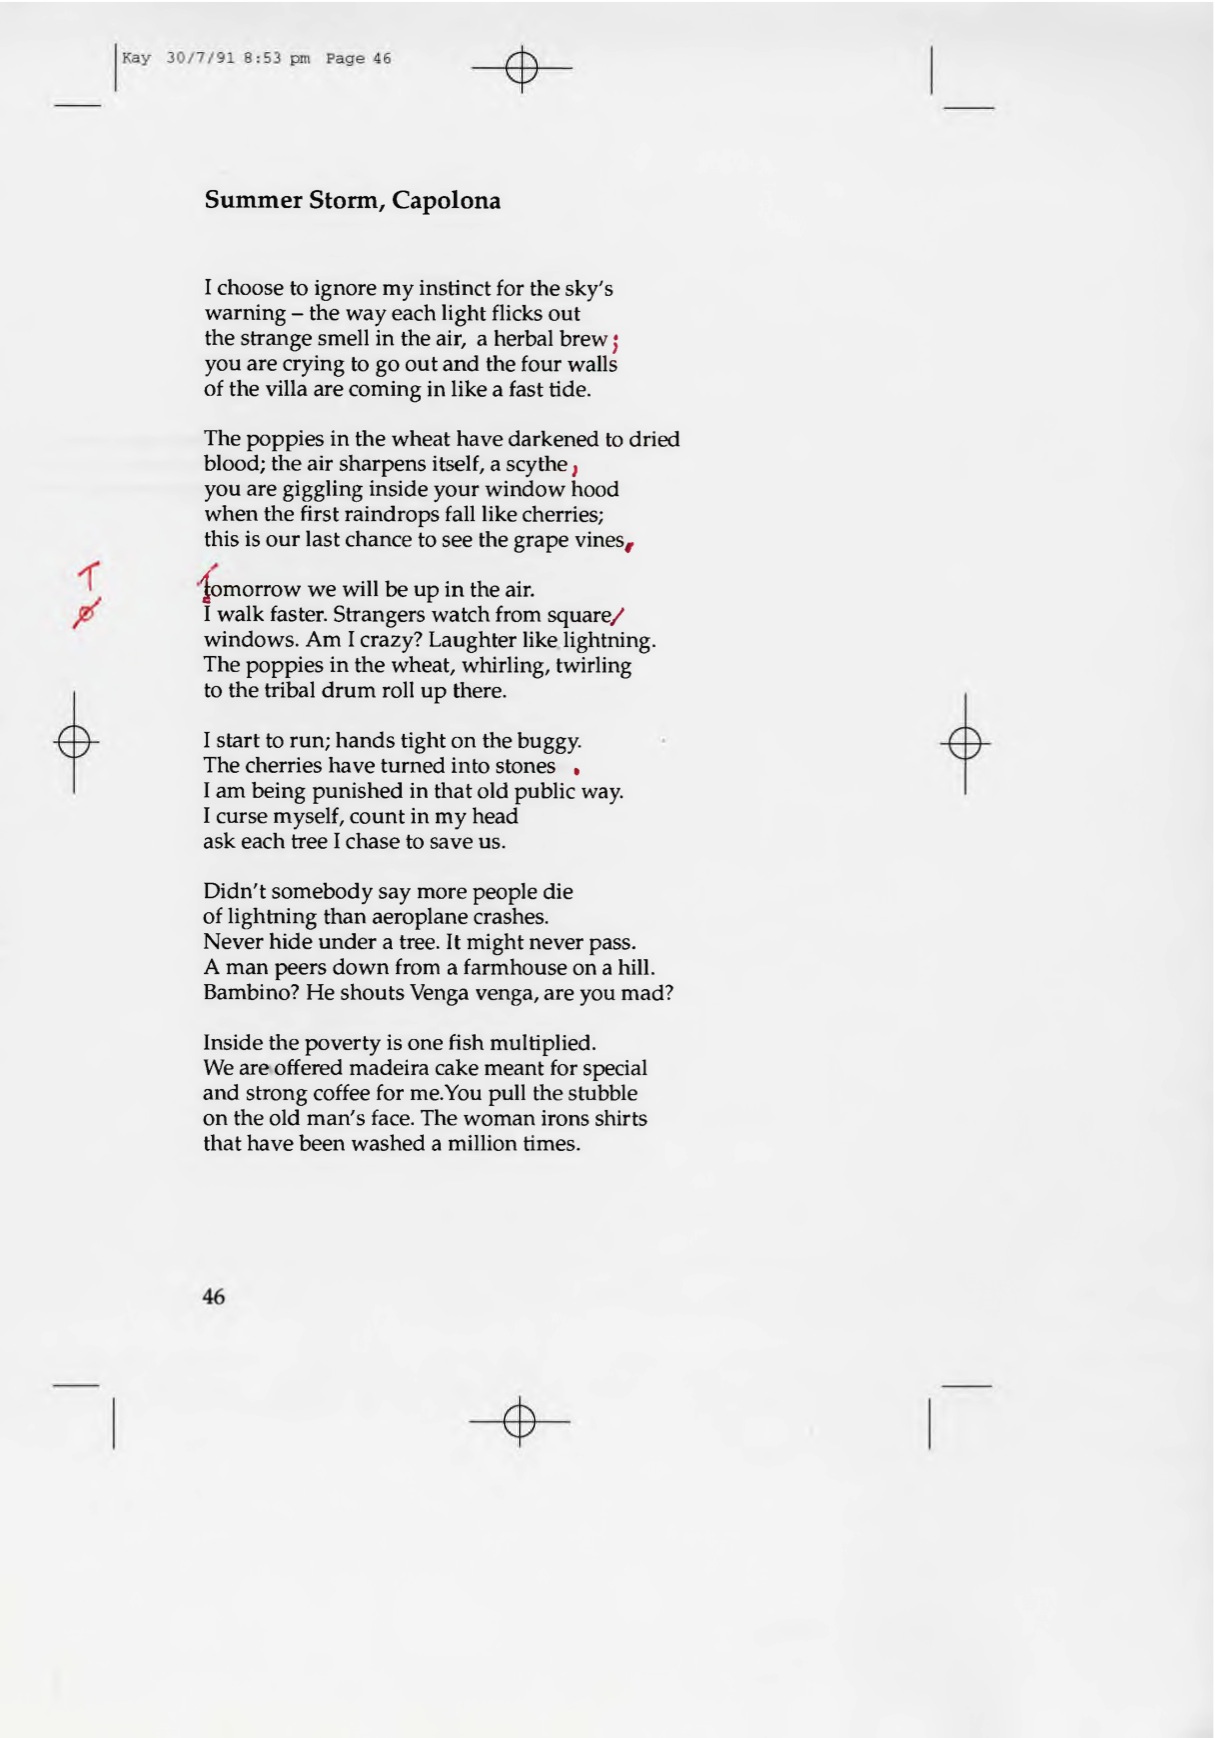 Kay 30/7/91 8:53 pm Page 46
Summer Storm, Capolona
I choose to ignore my instinct for the sky's
warning – the way each light flicks out
the strange smell in the air, a herbal brew;
you are crying to go out and the four walls
of the villa are coming in like a fast tide.
The poppies in the wheat have darkened to dried
blood; the air sharpens itself, a scythe,
you are giggling inside your window hood
when the first raindrops fall like cherries;
this is our last chance to see the grape vines,
T
tomorrow we will be up in the air.
I walk faster. Strangers watch from square/
windows. Am I crazy? Laughter like lightning.
The poppies in the wheat, whirling, twirling
to the tribal drum roll up there.
I start to run; hands tight on the buggy.
The cherries have turned into stones .
I am being punished in that old public way.
I curse myself, count in my head
ask each tree I chase to save us.
Didn't somebody say more people die
of lightning than aeroplane crashes.
Never hide under a tree. It might never pass.
A man peers down from a farmhouse on a hill.
Bambino? He shouts Venga venga, are you mad?
Inside the poverty is one fish multiplied.
We are offered madeira cake meant for special
and strong coffee for me.You pull the stubble
on the old man's face. The woman irons shirts
that have been washed a million times.
46